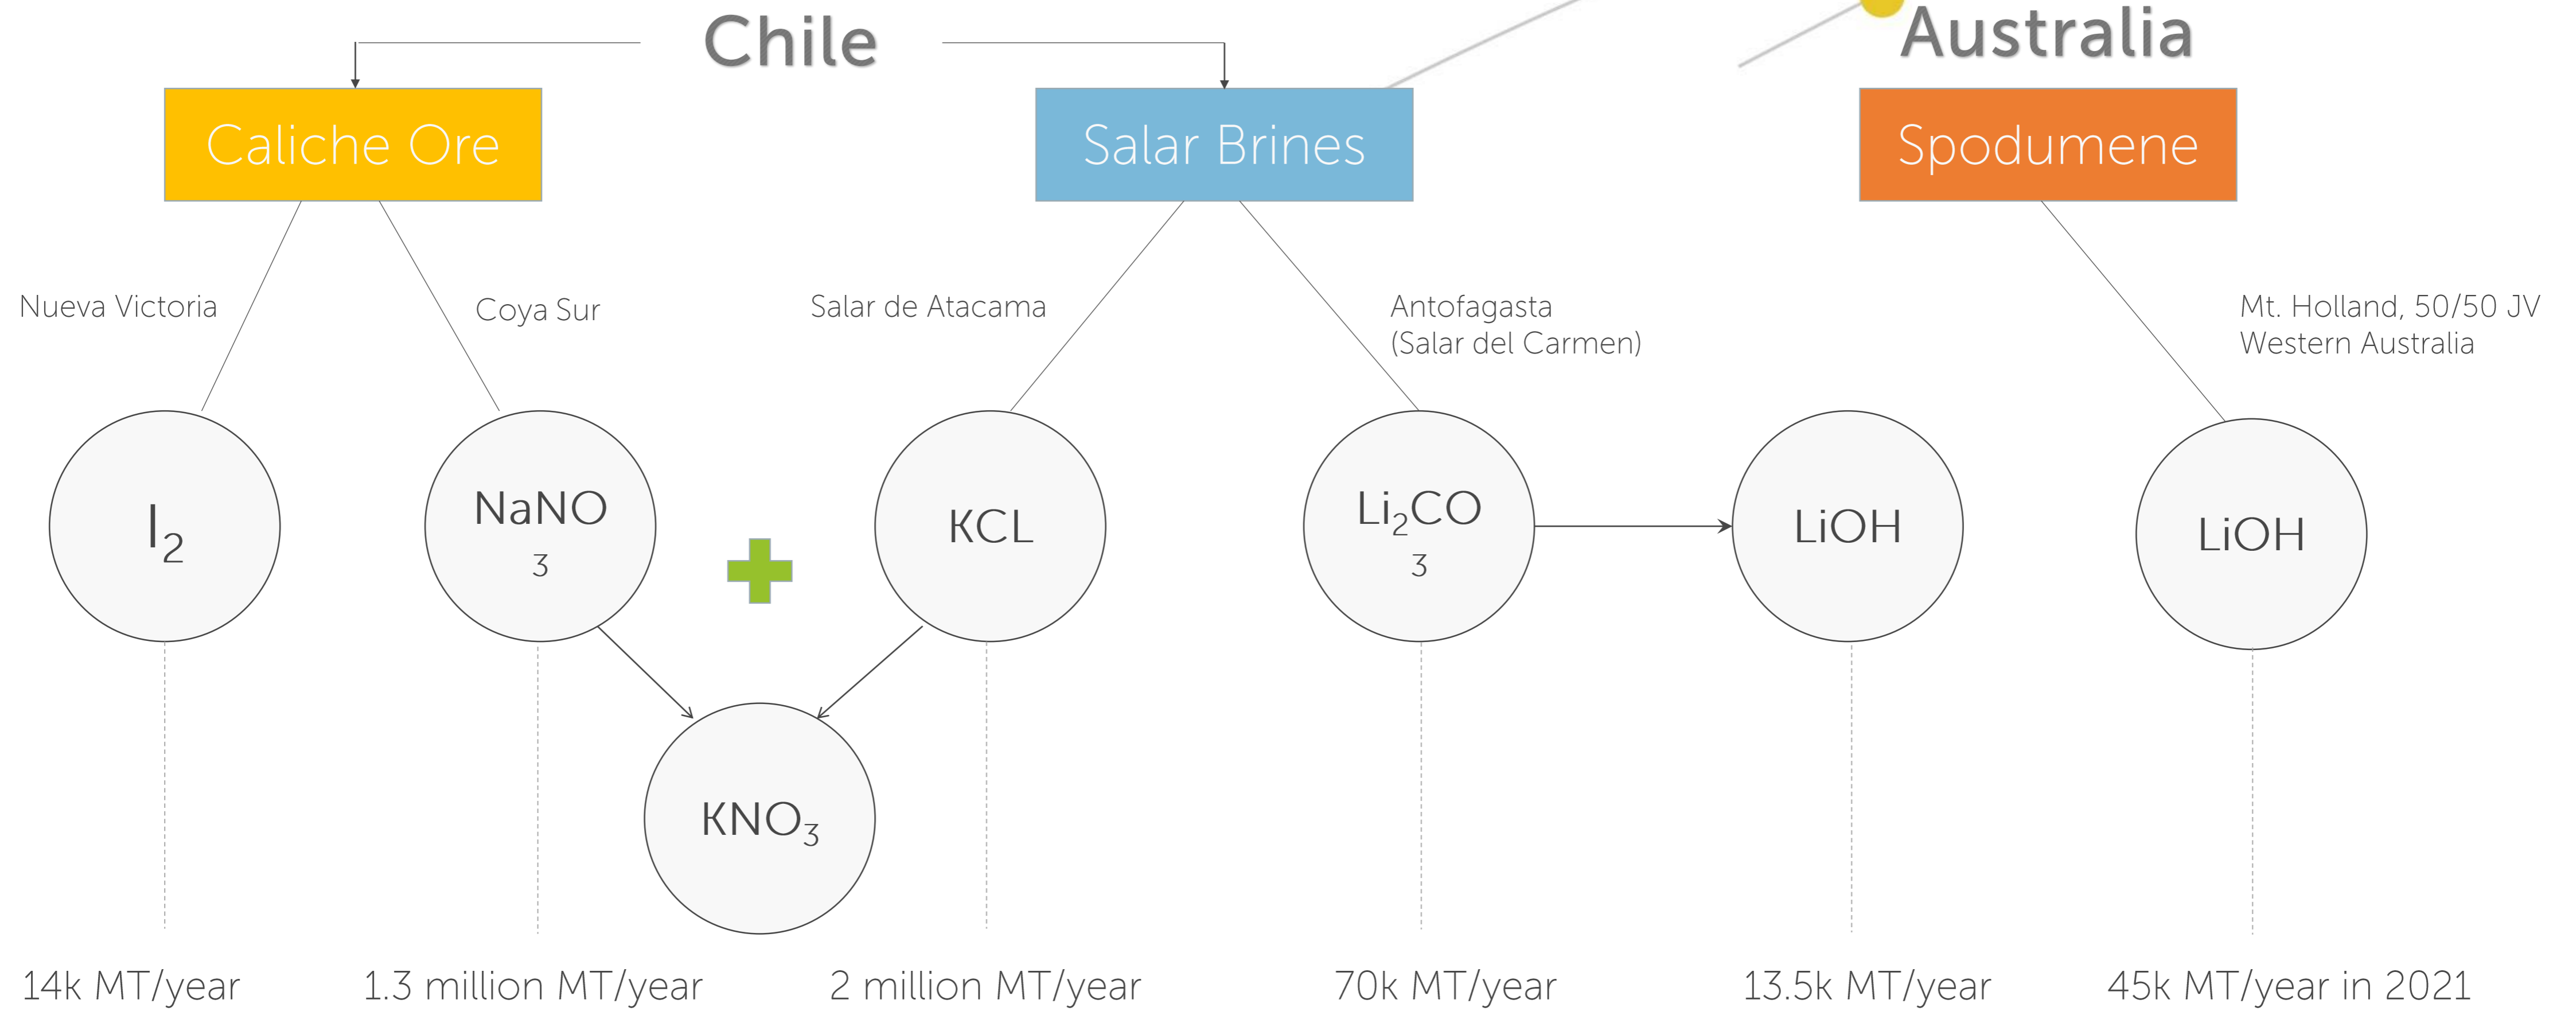 Chile
Australia
Caliche Ore
Salar Brines
Spodumene
Nueva Victoria
Coya Sur
Salar de Atacama
Antofagasta
(Salar del Carmen)
Mt. Holland, 50/50 JV
Western Australia
I₂
NaNO
3
KCL
Li₂CO
3
LiOH
LiOH
KNO₃
14k MT/year
1.3 million MT/year
2 million MT/year
70k MT/year
13.5k MT/year
45k MT/year in 2021